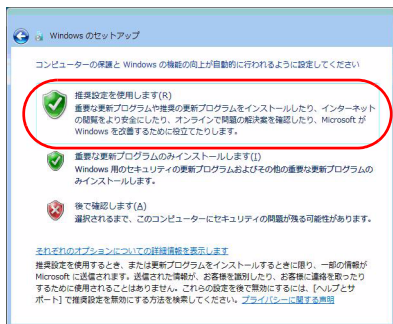 Windows のセットアップ
コンピューターの保護と Windows の機能の向上が自動的に行われるように設定してください
推奨設定を使用します(R)
重要な更新プログラムや推奨の更新プログラムをインストールしたり、インターネット
の閲覧をより安全にしたり、オンラインで問題の解決策を確認したり、Microsoft が
Windows を改善するために役立てたりします。
重要な更新プログラムのみインストールします(I)
Windows 用のセキュリティの更新プログラムおよびその他の重要な更新プログラムの
みインストールします。
後で確認します(A)
選択されるまで、このコンピューターにセキュリティの問題が残る可能性があります。
それぞれのオプションについての詳細情報を表示します
推奨設定を使用するとき、または更新プログラムをインストールするときに限り、一部の情報が
Microsoft に送信されます。送信された情報が、お客様を識別したり、お客様に連絡を取ったり
するために使用されることはありません。これらの設定を後で無効にするには、[ヘルプとサ
ポート] で推奨設定を無効にする方法を検索してください。プライバシーに関する声明